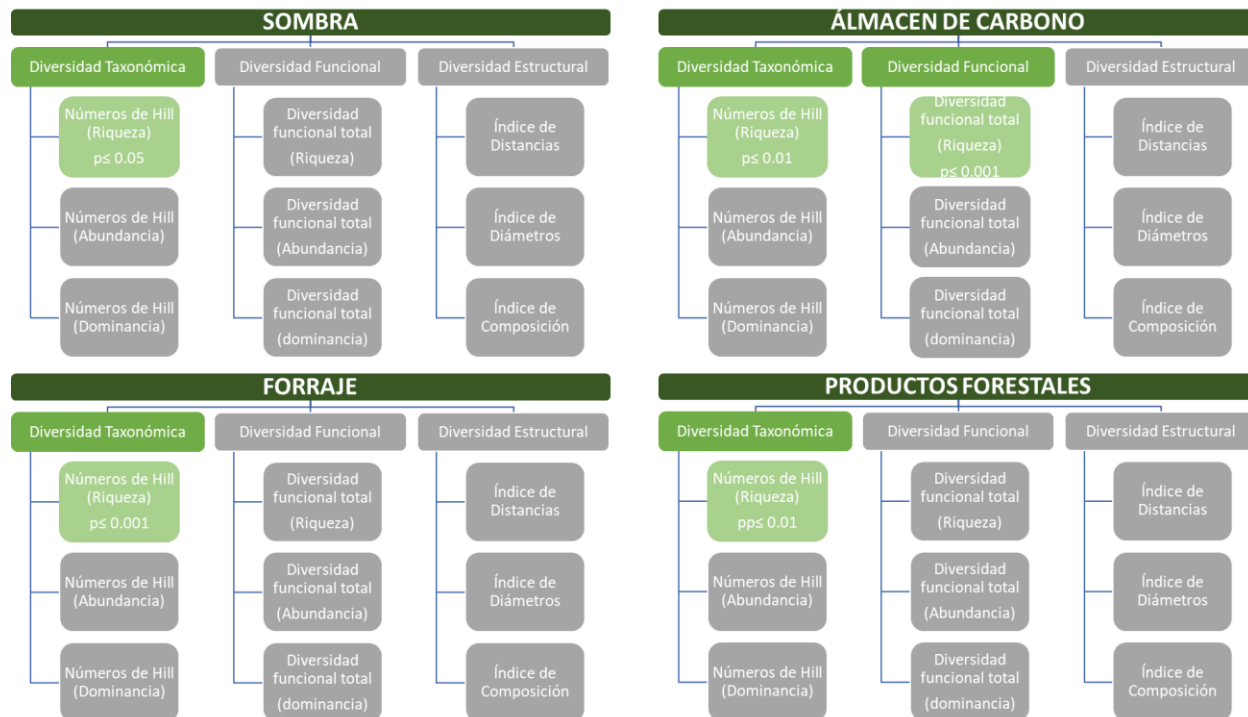 SOMBRA
Diversidad Taxonómica
Números de Hill
(Riqueza)
p≤ 0.05
Números de Hill
(Abundancia)
Números de Hill
(Dominancia)
Diversidad Funcional
Diversidad
funcional total
(Riqueza)
Diversidad
funcional total
(Abundancia)
Diversidad
funcional total
(dominancia)
Diversidad Estructural
Índice de
Distancias
Índice de
Diámetros
Índice de
Composición
ÁLMACEN DE CARBONO
Diversidad Taxonómica
Números de Hill
(Riqueza)
p≤ 0.01
Números de Hill
(Abundancia)
Números de Hill
(Dominancia)
Diversidad Funcional
Diversidad
funcional total
(Riqueza)
p≤ 0.001
Diversidad
funcional total
(Abundancia)
Diversidad
funcional total
(dominancia)
Diversidad Estructural
Índice de
Distancias
Índice de
Diámetros
Índice de
Composición
FORRAJE
Diversidad Taxonómica
Números de Hill
(Riqueza)
p≤ 0.001
Números de Hill
(Abundancia)
Números de Hill
(Dominancia)
Diversidad Funcional
Diversidad
funcional total
(Riqueza)
Diversidad
funcional total
(Abundancia)
Diversidad
funcional total
(dominancia)
Diversidad Estructural
Índice de
Distancias
Índice de
Diámetros
Índice de
Composición
PRODUCTOS FORESTALES
Diversidad Taxonómica
Números de Hill
(Riqueza)
pp≤ 0.01
Números de Hill
(Abundancia)
Números de Hill
(Dominancia)
Diversidad Funcional
Diversidad
funcional total
(Riqueza)
Diversidad
funcional total
(Abundancia)
Diversidad
funcional total
(dominancia)
Diversidad Estructural
Índice de
Distancias
Índice de
Diámetros
Índice de
Composición